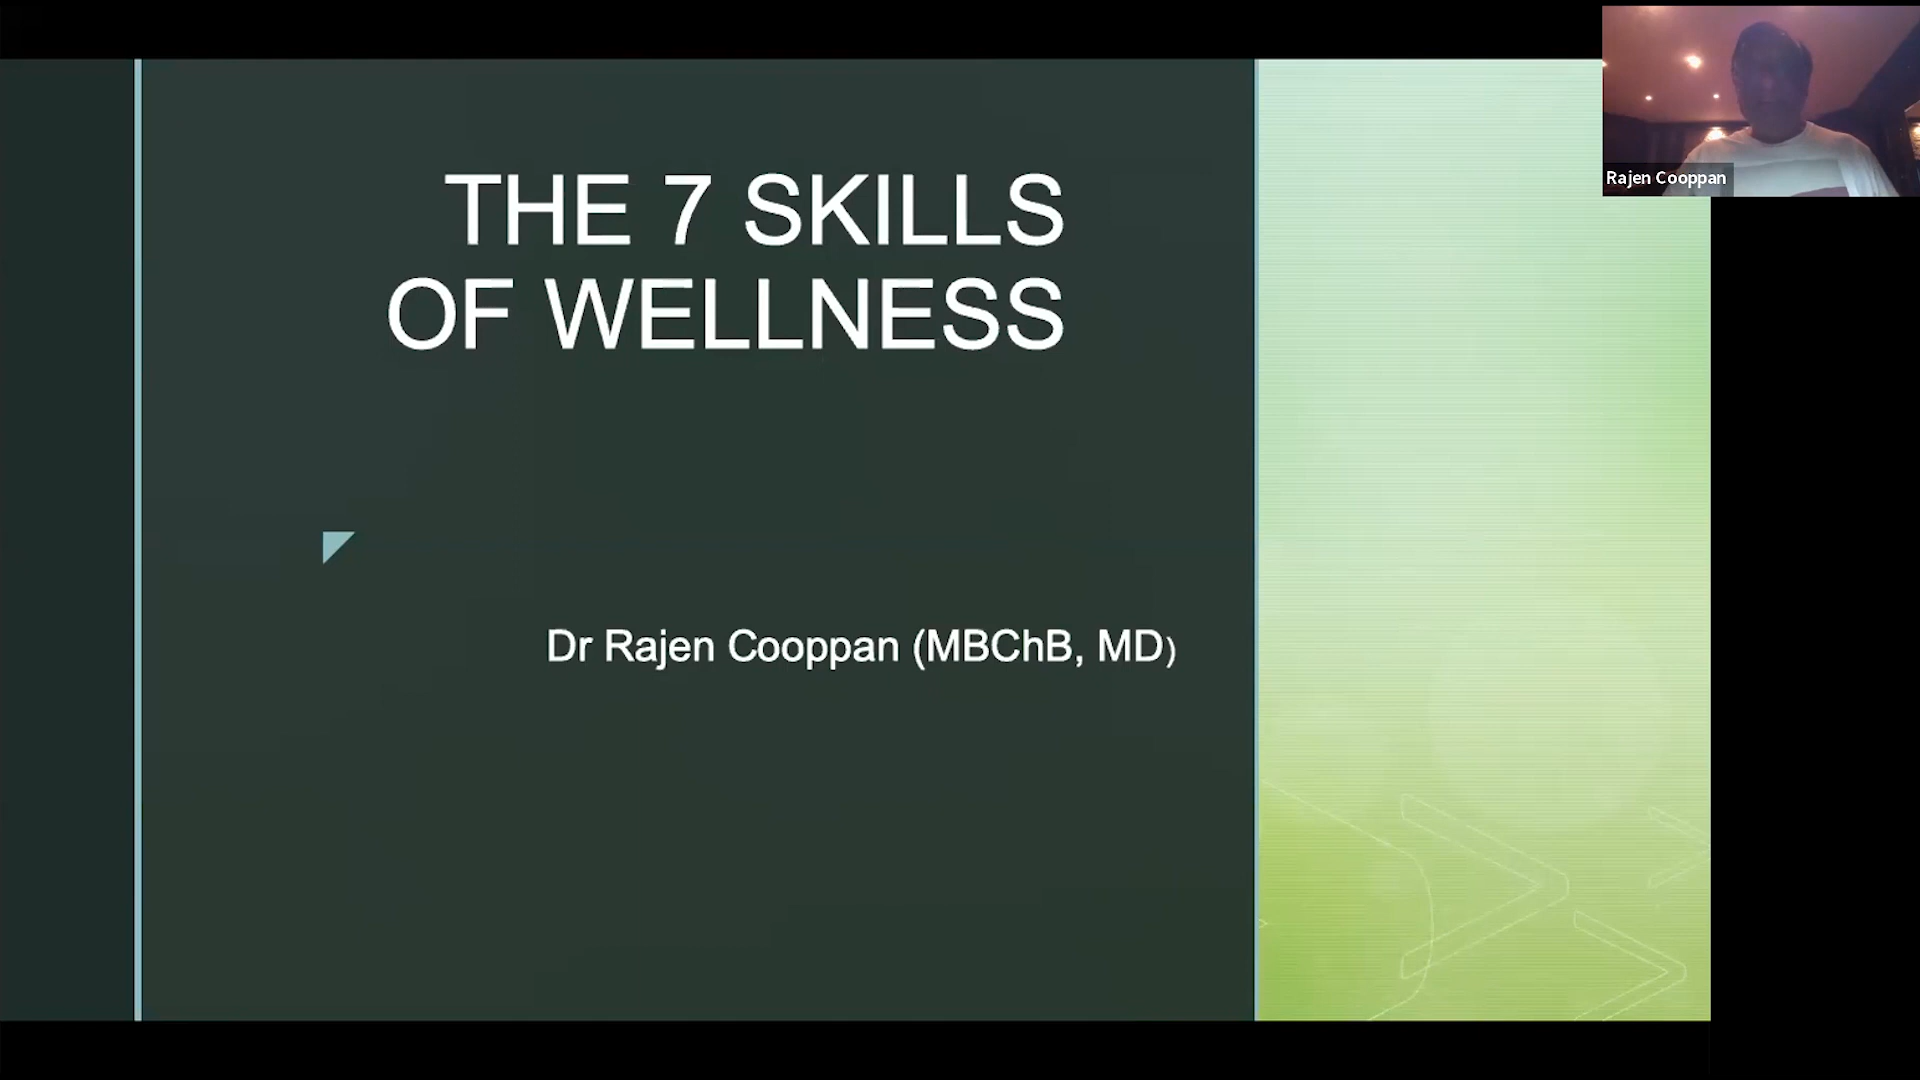 THE 7 SKILLS
OF WELLNESS
Dr Rajen Cooppan (MBChB, MD)
Rajen Cooppan